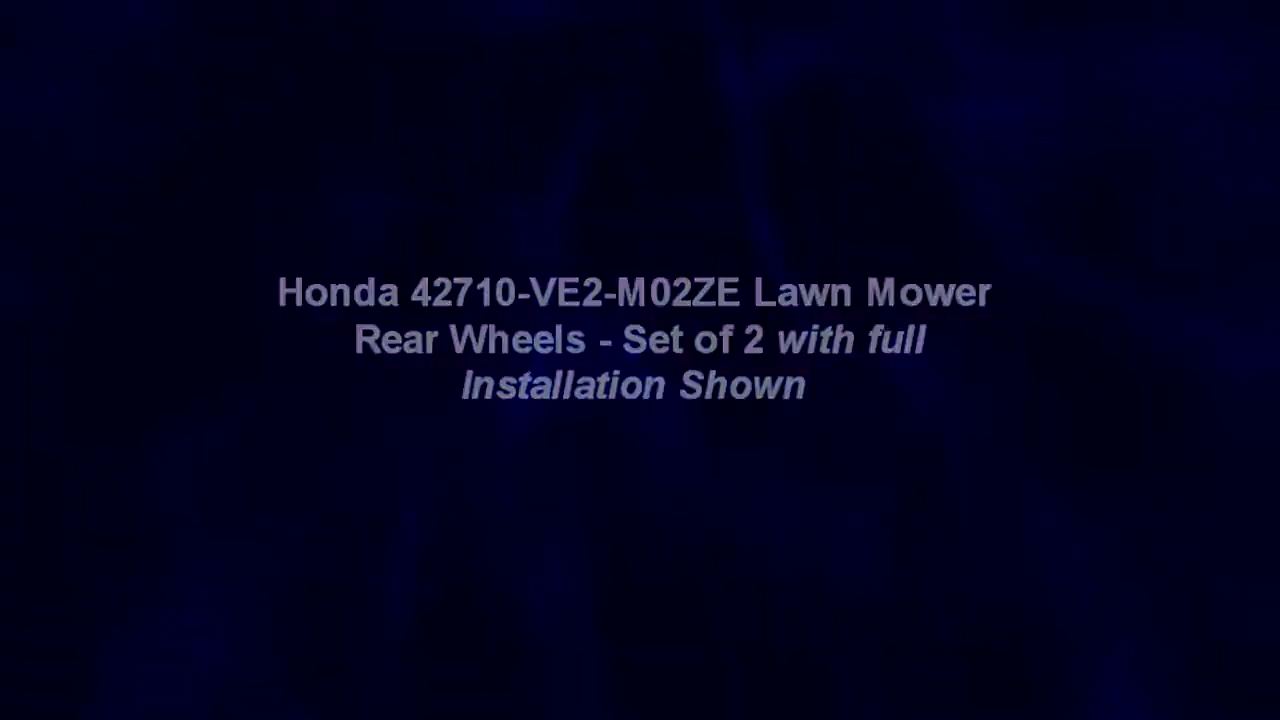 Honda 42710-VE2-M02ZE Lawn Mower
Rear Wheels - Set of 2 with full
Installation Shown